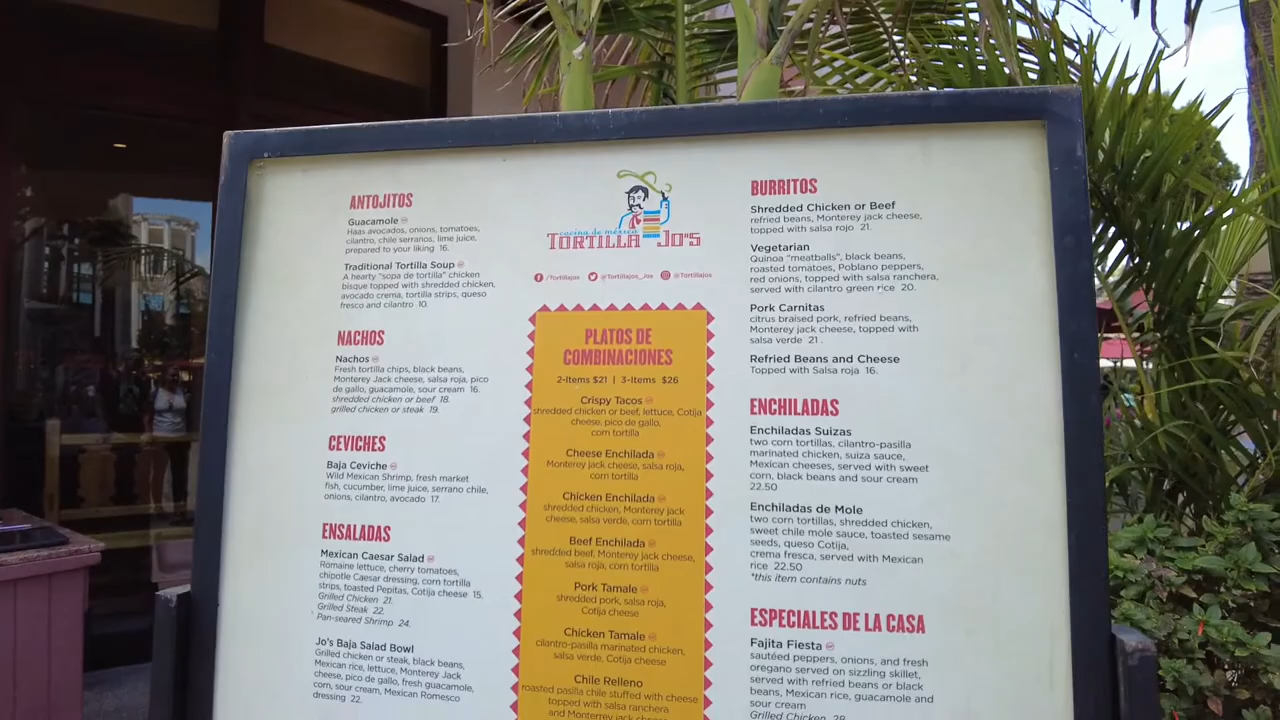 ANTOJITOS
Guacamole
Haas avocados, onions, tomatoes,
cilantro, chile serranos, lime juice,
prepared to your liking 16.
Traditional Tortilla Soup
A hearty "sopa de tortilla" chicken
bisque topped with shredded chicken,
avocado crema, tortilla strips, queso
fresco and cilantro 10.
NACHOS
Nachos
Fresh tortilla chips, black beans,
Monterey Jack cheese, salsa roja, pico
de gallo, guacamole, sour cream 16.
shredded chicken or beef 18.
grilled chicken or steak 19.
CEVICHES
Baja Ceviche
Wild Mexican Shrimp, fresh market
fish, cucumber, lime juice, serrano chile,
onions, cilantro, avocado 17.
ENSALADAS
Mexican Caesar Salad
Romaine lettuce, cherry tomatoes,
chipotle Caesar dressing, corn tortilla
strips, toasted Pepitas, Cotija cheese 15.
Grilled Chicken 21.
Grilled Steak 22.
Pan-seared Shrimp 24.
Jo's Baja Salad Bowl
Grilled chicken or steak, black beans,
Mexican rice, lettuce, Monterey Jack
cheese, pico de gallo, fresh guacamole,
corn, sour cream, Mexican Romesco
dressing 22.
cocina de méxico
TORTILLA JO'S
/Tortillajos @Tortillajos_Jos @Tortillajos
PLATOS DE
COMBINACIONES
2-Items $21 | 3-Items $26
Crispy Tacos
shredded chicken or beef, lettuce, Cotija
cheese, pico de gallo,
corn tortilla
Cheese Enchilada
Monterey jack cheese, salsa roja,
corn tortilla
Chicken Enchilada
shredded chicken, Monterey jack
cheese, salsa verde, corn tortilla
Beef Enchilada
shredded beef, Monterey jack cheese,
salsa roja, corn tortilla
Pork Tamale
shredded pork, salsa roja,
Cotija cheese
Chicken Tamale
cilantro-pasilla marinated chicken,
salsa verde, Cotija cheese
Chile Relleno
roasted pasilla chile stuffed with cheese
topped with salsa ranchera
and Monterrey jack cheese
BURRITOS
Shredded Chicken or Beef
refried beans, Monterey jack cheese,
topped with salsa rojo 21.
Vegetarian
Quinoa "meatballs", black beans,
roasted tomatoes, Poblano peppers,
red onions, topped with salsa ranchera,
served with cilantro green rice 20.
Pork Carnitas
citrus braised pork, refried beans,
Monterey jack cheese, topped with
salsa verde 21 .
Refried Beans and Cheese
Topped with Salsa roja 16.
ENCHILADAS
Enchiladas Suizas
two corn tortillas, cilantro-pasilla
marinated chicken, suiza sauce,
Mexican cheeses, served with sweet
corn, black beans and sour cream
22.50
Enchiladas de Mole
two corn tortillas, shredded chicken,
sweet chile mole sauce, toasted sesame
seeds, queso Cotija,
crema fresca, served with Mexican
rice 22.50
*this item contains nuts
ESPECIALES DE LA CASA
Fajita Fiesta
sautéed peppers, onions, and fresh
oregano served on sizzling skillet,
served with refried beans or black
beans, Mexican rice, guacamole and
sour cream
Grilled Chicken 29